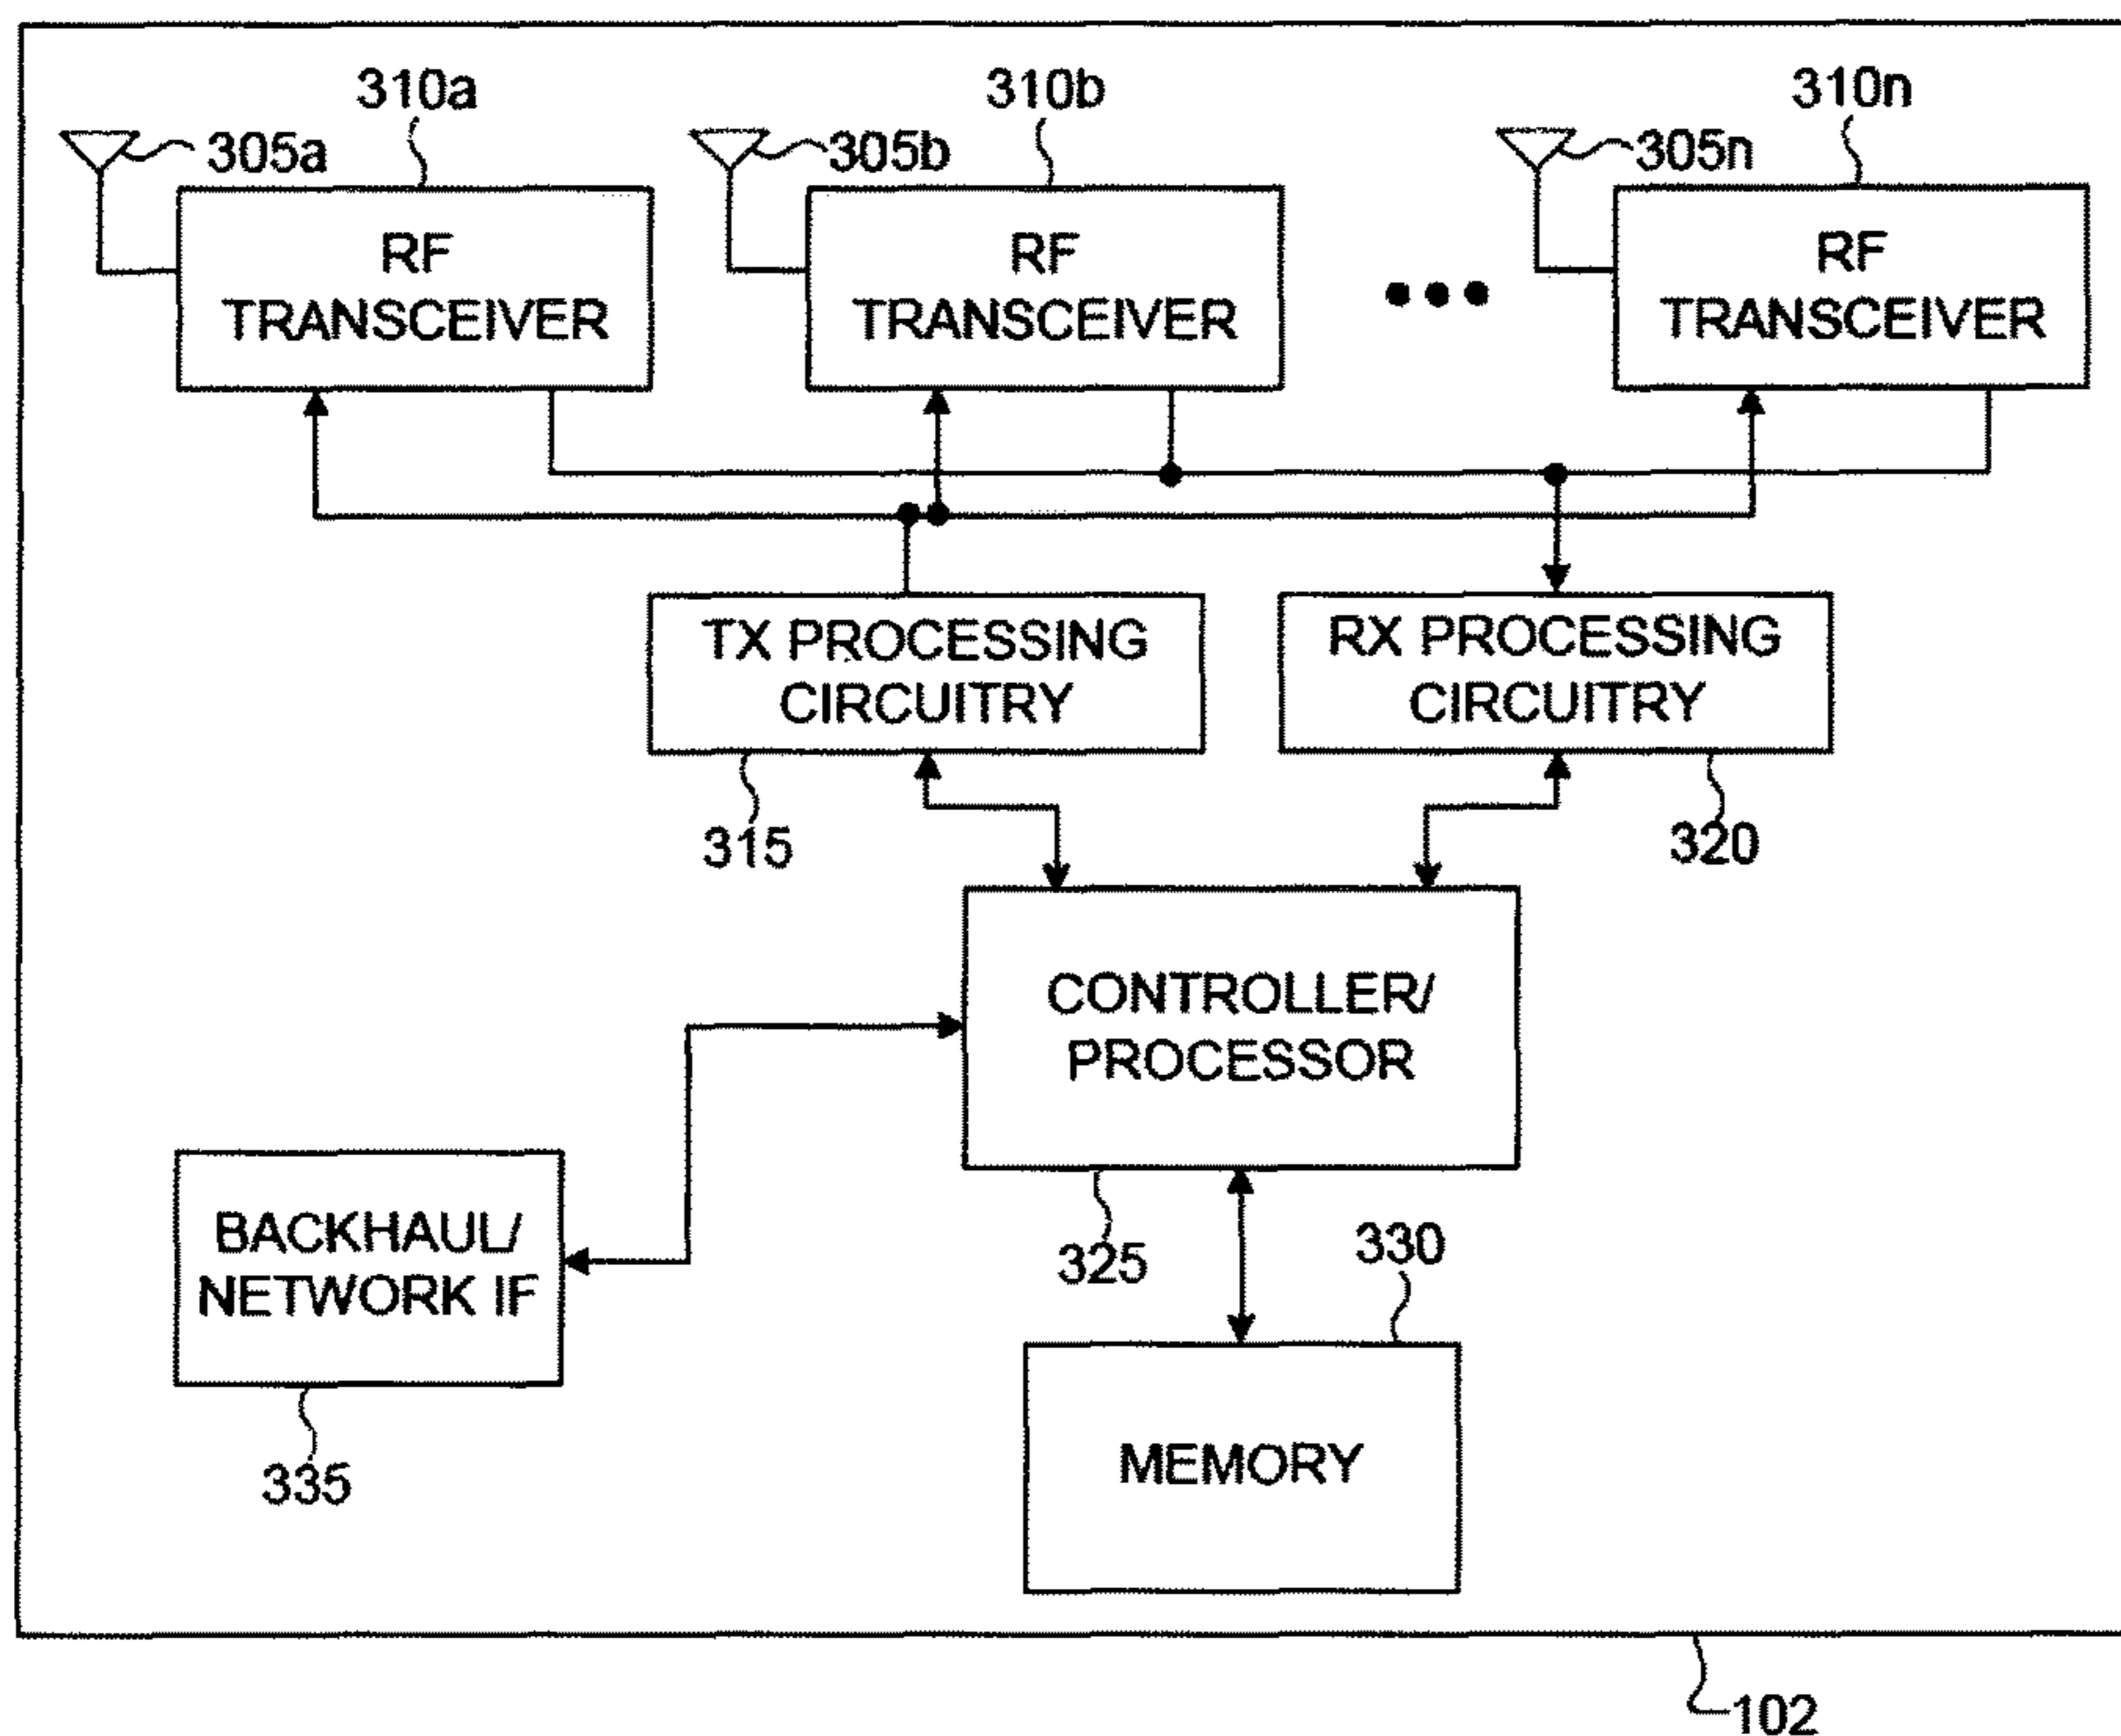 310a
310b
310n
305a
305b
305n
RF
TRANSCEIVER
RF
TRANSCEIVER
RF
TRANSCEIVER
TX PROCESSING
CIRCUITRY
RX PROCESSING
CIRCUITRY
315
320
CONTROLLER/
PROCESSOR
BACKHAUL/
NETWORK IF
325
330
335
MEMORY
102